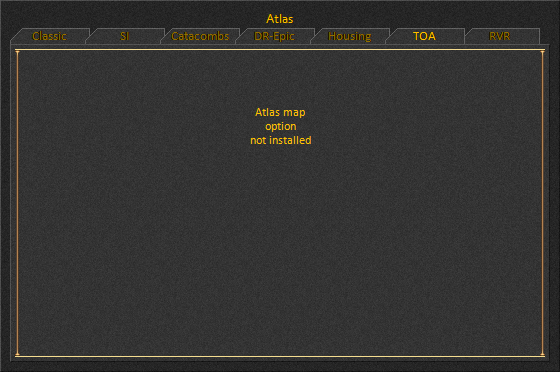 Atlas
Classic SI Catacombs DR-Epic Housing TOA RVR
Atlas map
option
not installed